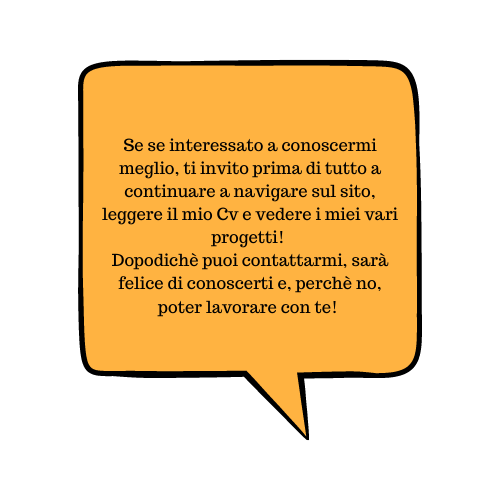 Se se interessato a conoscermi
meglio, ti invito prima di tutto a
continuare a navigare sul sito,
leggere il mio Cv e vedere i miei vari
progetti!
Dopodichè puoi contattarmi, sarà
felice di conoscerti e, perchè no,
poter lavorare con te!